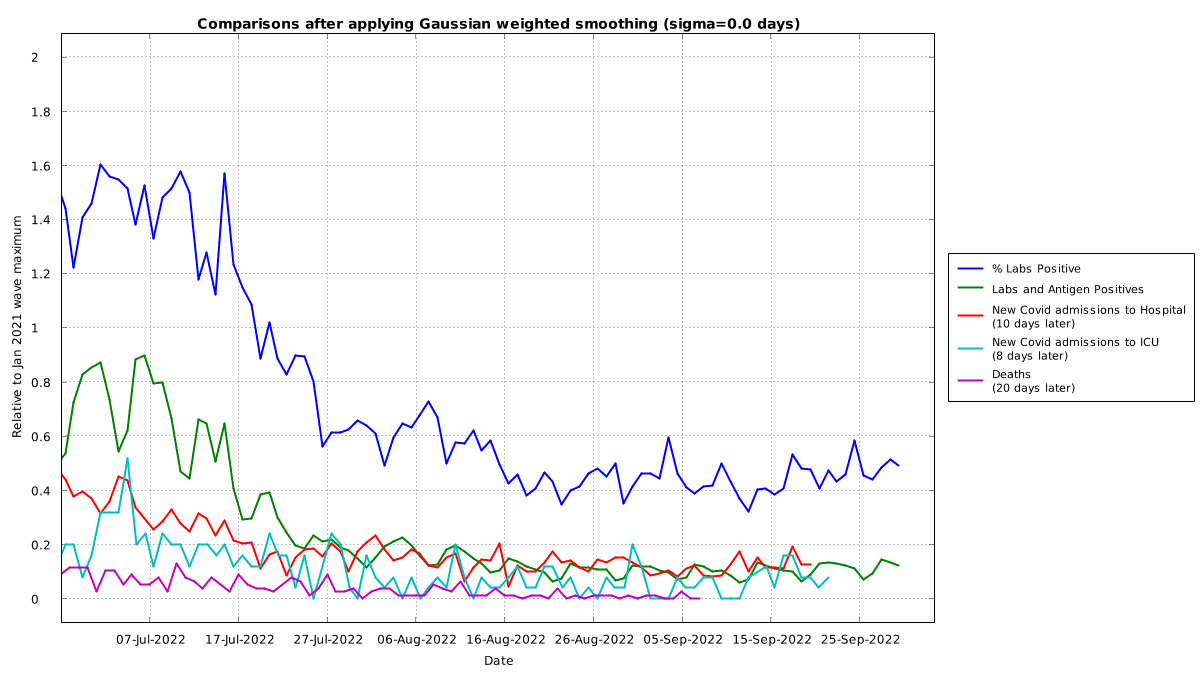 Comparisons after applying Gaussian weighted smoothing (sigma=0.0 days)
Relative to Jan 2021 wave maximum
2
1.8
1.6
1.4
1.2
1
0.8
0.6
0.4
0.2
0
07-Jul-2022 17-Jul-2022 27-Jul-2022 06-Aug-2022 16-Aug-2022 26-Aug-2022 05-Sep-2022 15-Sep-2022 25-Sep-2022
Date
% Labs Positive
Labs and Antigen Positives
New Covid admissions to Hospital
(10 days later)
New Covid admissions to ICU
(8 days later)
Deaths
(20 days later)